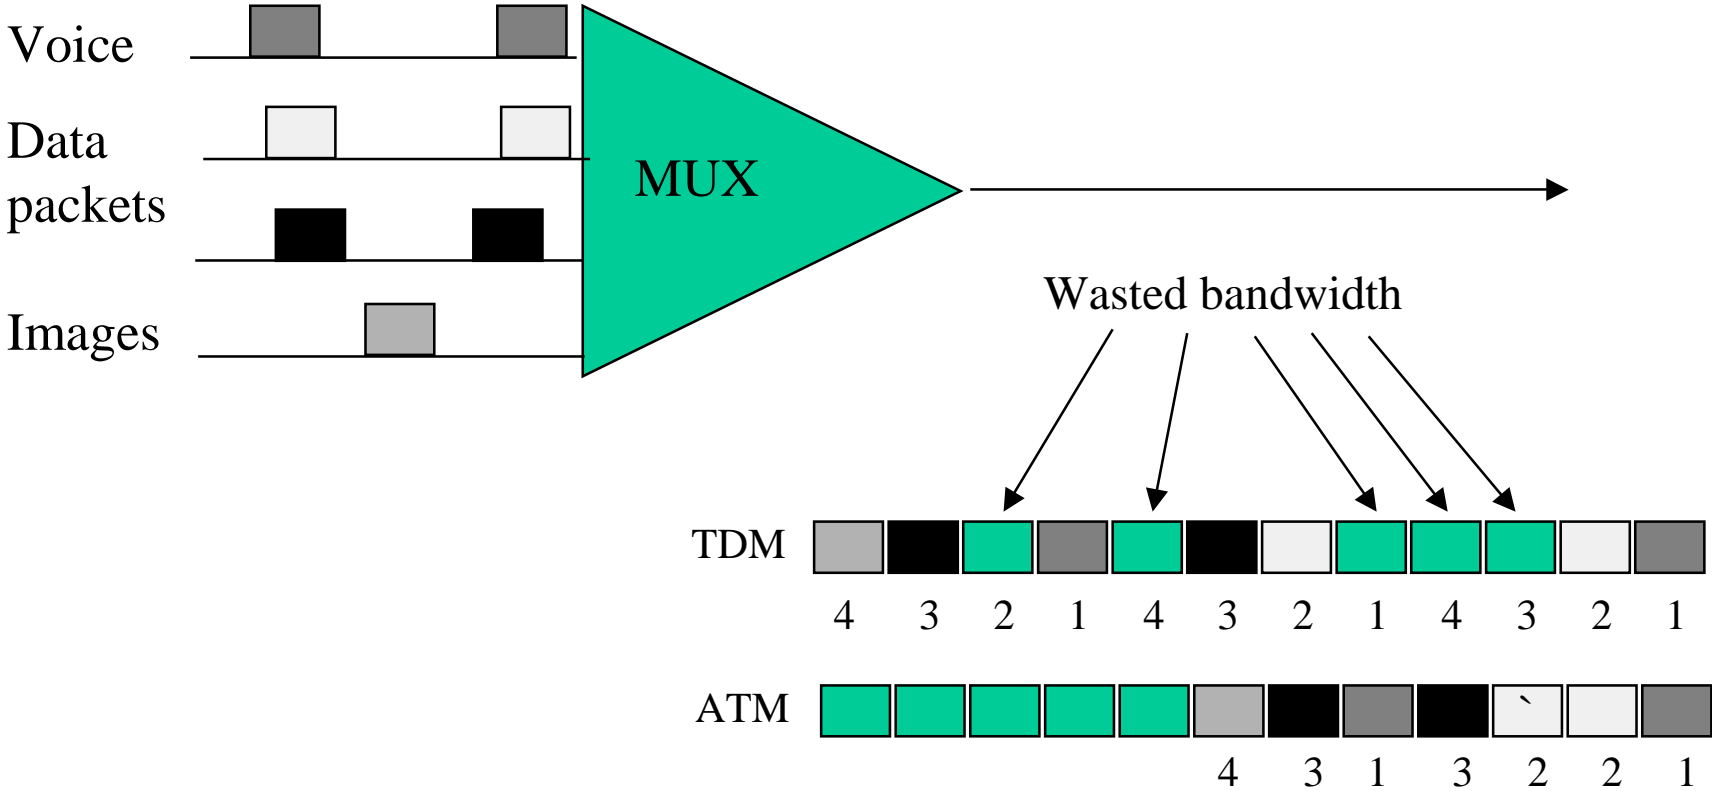 Voice
Data
packets
Images
MUX
Wasted bandwidth
TDM
4 3 2 1 4 3 2 1 4 3 2 1
ATM
`
4 3 1 3 2 2 1